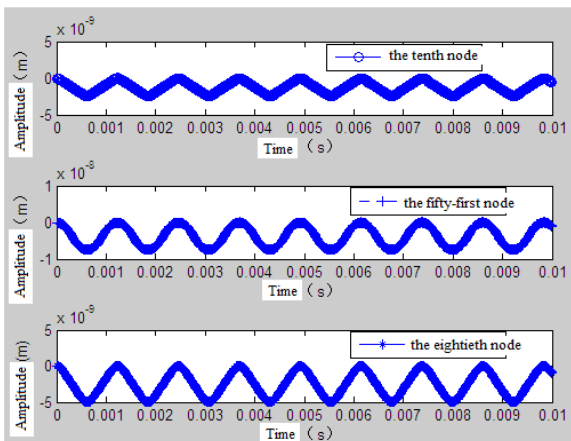 x 10^-9
5
0
-5
Amplitude (m)
the tenth node
0 0.001 0.002 0.003 0.004 0.005 0.006 0.007 0.008 0.009 0.01
Time (s)
x 10^-8
1
0
-1
Amplitude (m)
the fifty-first node
0 0.001 0.002 0.003 0.004 0.005 0.006 0.007 0.008 0.009 0.01
Time (s)
x 10^-9
5
0
-5
Amplitude (m)
the eightieth node
0 0.001 0.002 0.003 0.004 0.005 0.006 0.007 0.008 0.009 0.01
Time (s)